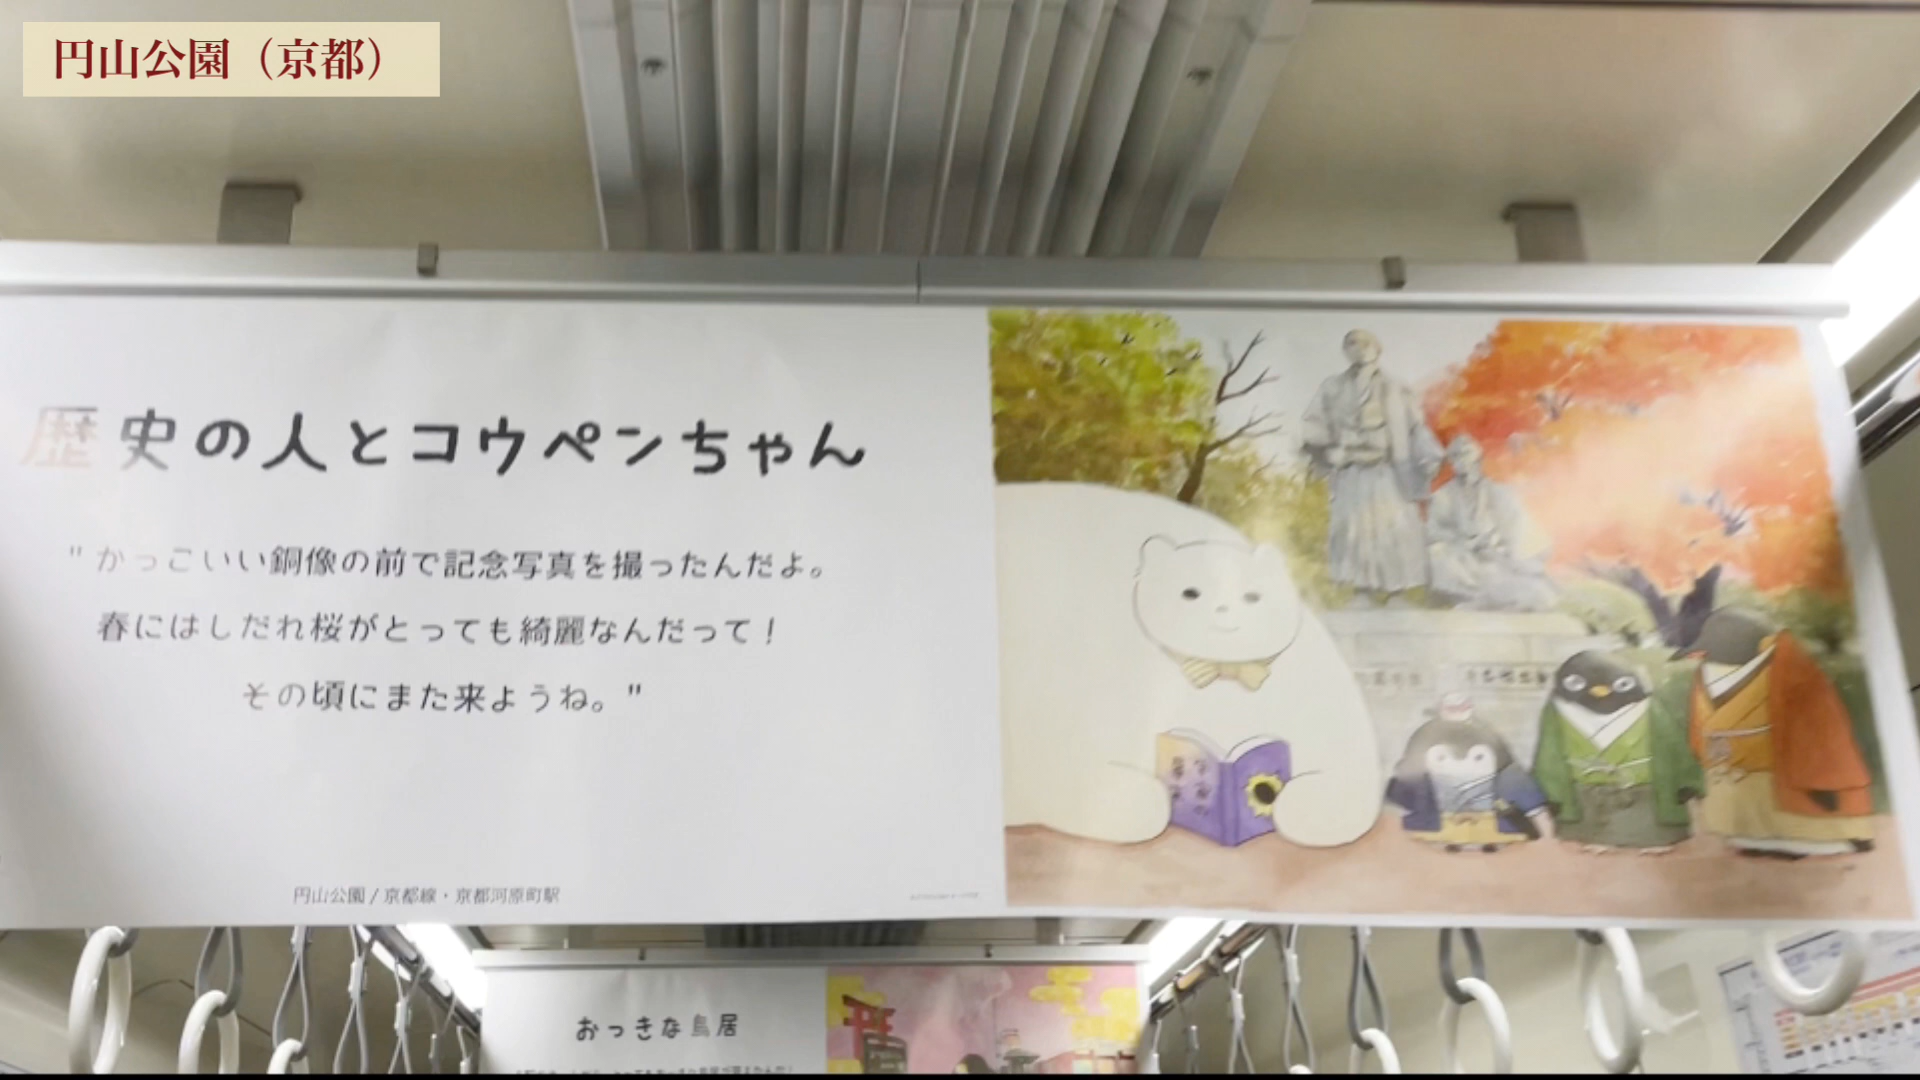 円山公園（京都）
歴史の人とコウペンちゃん
"かっこいい銅像の前で記念写真を撮ったんだよ。
春にはしだれ桜がとっても綺麗なんだって！
その頃にまた来ようね。"
円山公園 / 京都線・京都河原町駅
おっきな鳥居